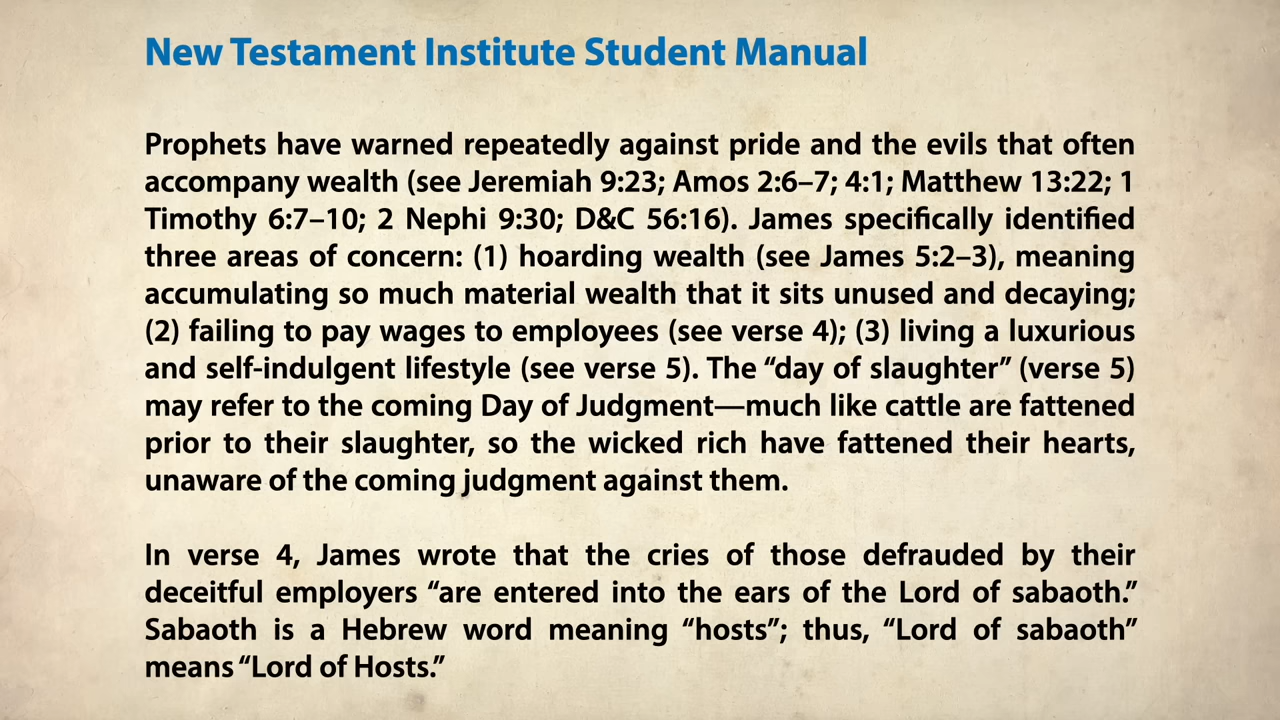 New Testament Institute Student Manual
Prophets have warned repeatedly against pride and the evils that often
accompany wealth (see Jeremiah 9:23; Amos 2:6–7; 4:1; Matthew 13:22; 1
Timothy 6:7–10; 2 Nephi 9:30; D&C 56:16). James specifically identified
three areas of concern: (1) hoarding wealth (see James 5:2–3), meaning
accumulating so much material wealth that it sits unused and decaying;
(2) failing to pay wages to employees (see verse 4); (3) living a luxurious
and self-indulgent lifestyle (see verse 5). The “day of slaughter” (verse 5)
may refer to the coming Day of Judgment—much like cattle are fattened
prior to their slaughter, so the wicked rich have fattened their hearts,
unaware of the coming judgment against them.
In verse 4, James wrote that the cries of those defrauded by their
deceitful employers “are entered into the ears of the Lord of sabaoth.”
Sabaoth is a Hebrew word meaning “hosts”; thus, “Lord of sabaoth”
means “Lord of Hosts.”